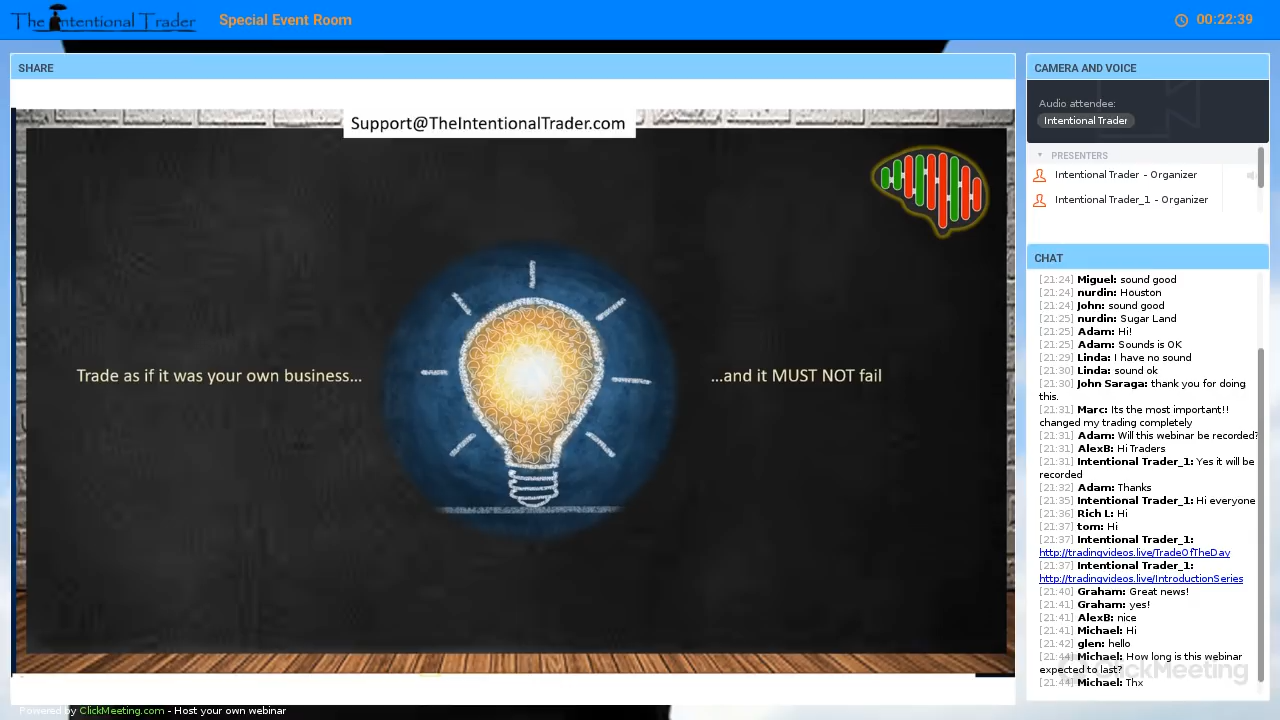 The Intentional Trader
Special Event Room
00:22:39
SHARE
Support@TheIntentionalTrader.com
Trade as if it was your own business...
...and it MUST NOT fail
CAMERA AND VOICE
Audio attendee:
Intentional Trader
PRESENTERS
Intentional Trader - Organizer
Intentional Trader_1 - Organizer
CHAT
[21:24] Miguel: sound good
[21:24] nurdin: Houston
[21:24] John: sound good
[21:25] nurdin: Sugar Land
[21:25] Adam: Hi!
[21:25] Adam: Sounds is OK
[21:29] Linda: I have no sound
[21:30] Linda: sound ok
[21:30] John Saraga: thank you for doing
this.
[21:31] Marc: Its the most important!!
changed my trading completely
[21:31] Adam: Will this webinar be recorded?
[21:31] AlexB: Hi Traders
[21:31] Intentional Trader_1: Yes it will be
recorded
[21:32] Adam: Thanks
[21:35] Intentional Trader_1: Hi everyone
[21:36] Rich L: Hi
[21:37] tom: Hi
[21:37] Intentional Trader_1:
http://tradingvideos.live/TradeOfTheDay
[21:37] Intentional Trader_1:
http://tradingvideos.live/IntroductionSeries
[21:40] Graham: Great news!
[21:41] Graham: yes!
[21:41] AlexB: nice
[21:41] Michael: Hi
[21:42] glen: hello
[21:44] Michael: How long is this webinar
expected to last?
[21:44] Michael: Thx
ClickMeeting
Powered by ClickMeeting.com - Host your own webinar